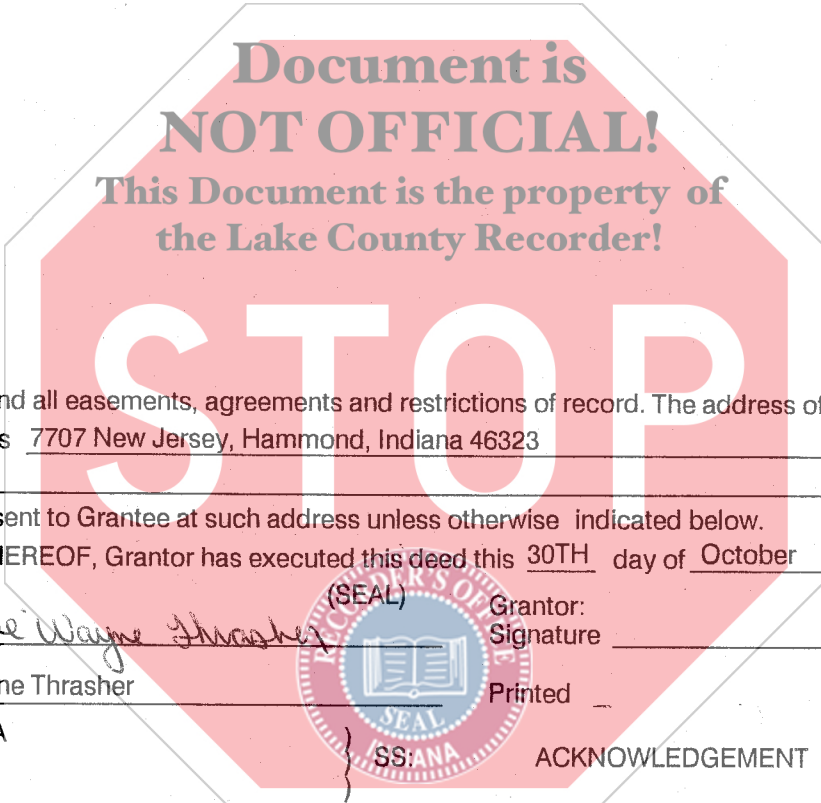 Document is
NOT OFFICIAL!
This Document is the property of
the Lake County Recorder!
STOP
nd all easements, agreements and restrictions of record. The address of
s 7707 New Jersey, Hammond, Indiana 46323
sent to Grantee at such address unless otherwise indicated below.
EREOF, Grantor has executed this deed this 30TH day of October
(SEAL) Grantor:
e Wayne Thrasher Signature
ne Thrasher Printed
A
SS: ACKNOWLEDGEMENT
RECORDER'S OFFICE
SEAL
INDIANA